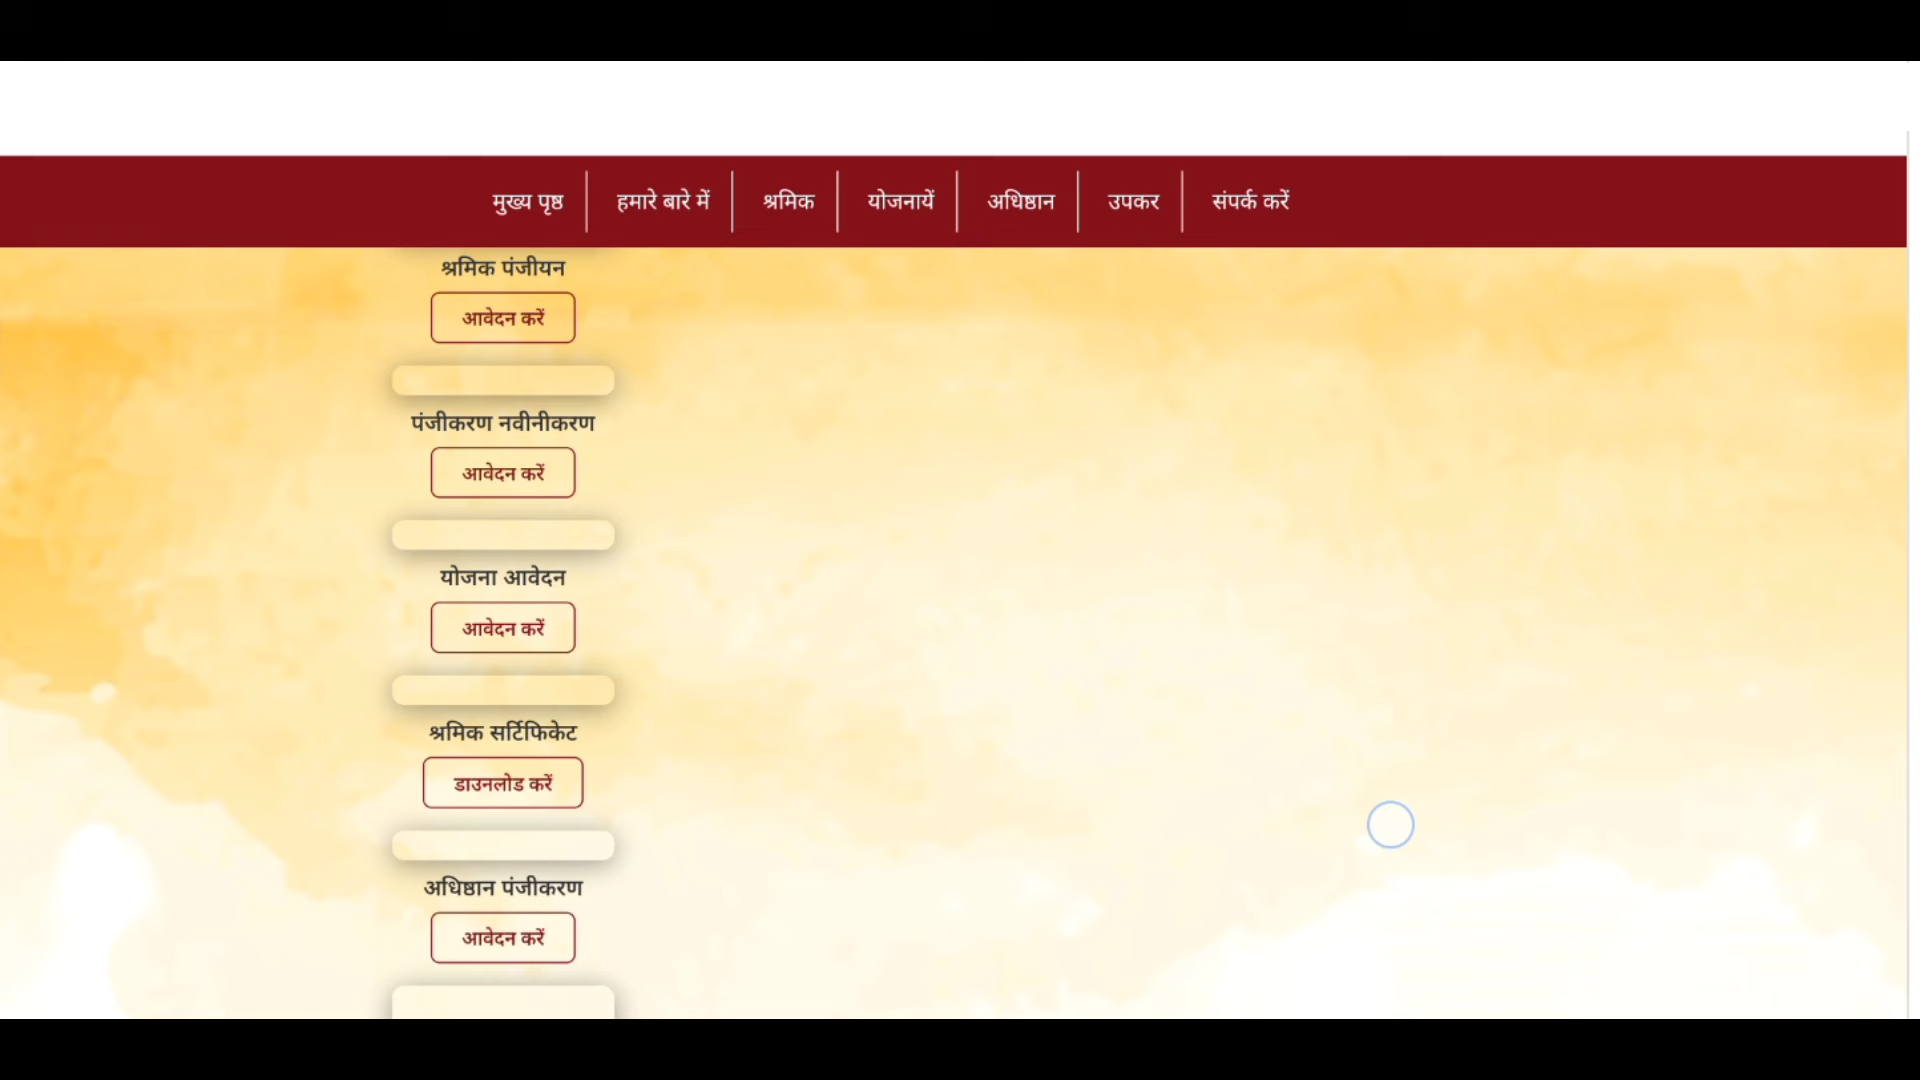 मुख्य पृष्ठ हमारे बारे में श्रमिक योजनायें अधिष्ठान उपकर संपर्क करें
श्रमिक पंजीयन
आवेदन करें
पंजीकरण नवीनीकरण
आवेदन करें
योजना आवेदन
आवेदन करें
श्रमिक सर्टिफिकेट
डाउनलोड करें
अधिष्ठान पंजीकरण
आवेदन करें